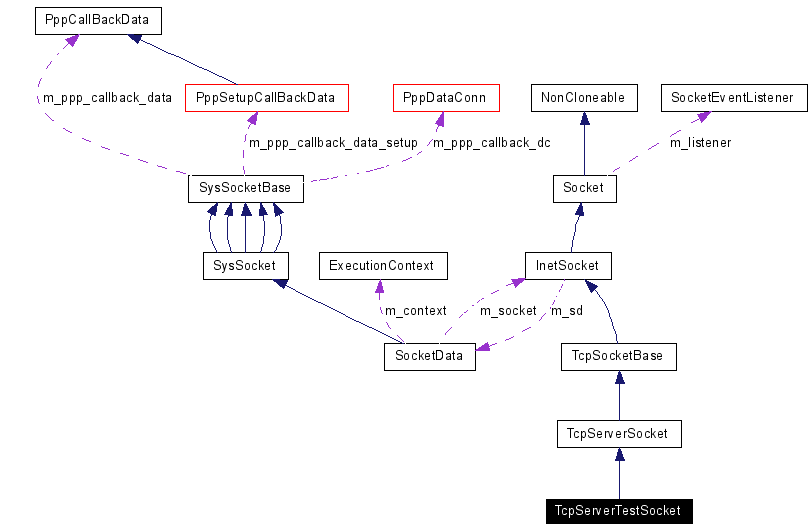 PppCallBackData
PppSetupCallBackData
PppDataConn
NonCloneable
SocketEventListener
m_ppp_callback_data
m_ppp_callback_data_setup
m_ppp_callback_dc
m_listener
SysSocketBase
Socket
SysSocket
ExecutionContext
InetSocket
m_context
m_socket
m_sd
SocketData
TcpSocketBase
TcpServerSocket
TcpServerTestSocket